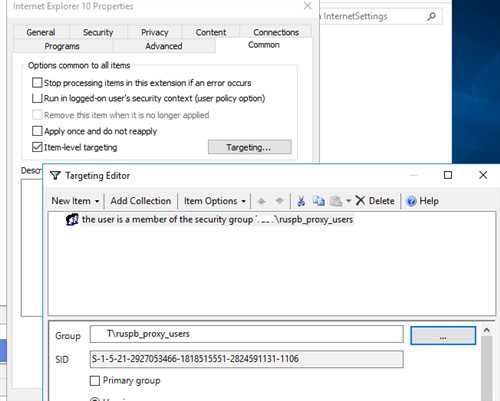 Internet Explorer 10 Properties
General Security Privacy Content Connections
Programs Advanced Common
Options common to all items
Stop processing items in this extension if an error occurs
Run in logged-on user's security context (user policy option)
Remove this item when it is no longer applied
Apply once and do not reapply
Item-level targeting Targeting...
Descr
InternetSettings
Targeting Editor
New Item Add Collection Item Options Delete Help
the user is a member of the security group \ruspb_proxy_users
Group T\ruspb_proxy_users ...
SID S-1-5-21-2927053466-1818515551-2824591131-1106
Primary group